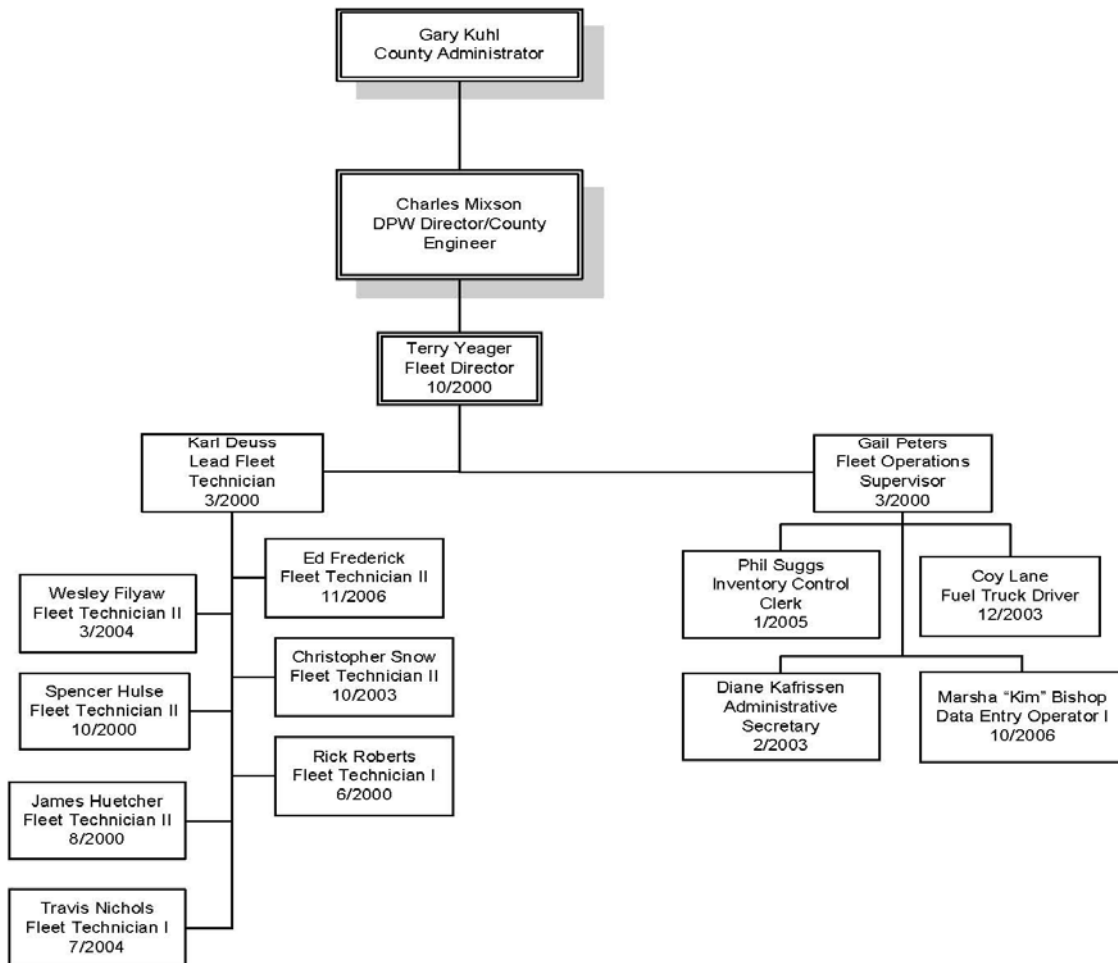 Gary Kuhl
County Administrator
Charles Mixson
DPW Director/County
Engineer
Terry Yeager
Fleet Director
10/2000
Karl Deuss
Lead Fleet
Technician
3/2000
Gail Peters
Fleet Operations
Supervisor
3/2000
Ed Frederick
Fleet Technician II
11/2006
Wesley Filyaw
Fleet Technician II
3/2004
Christopher Snow
Fleet Technician II
10/2003
Spencer Hulse
Fleet Technician II
10/2000
Rick Roberts
Fleet Technician I
6/2000
James Huetcher
Fleet Technician II
8/2000
Travis Nichols
Fleet Technician I
7/2004
Phil Suggs
Inventory Control
Clerk
1/2005
Coy Lane
Fuel Truck Driver
12/2003
Diane Kafrissen
Administrative
Secretary
2/2003
Marsha “Kim” Bishop
Data Entry Operator I
10/2006